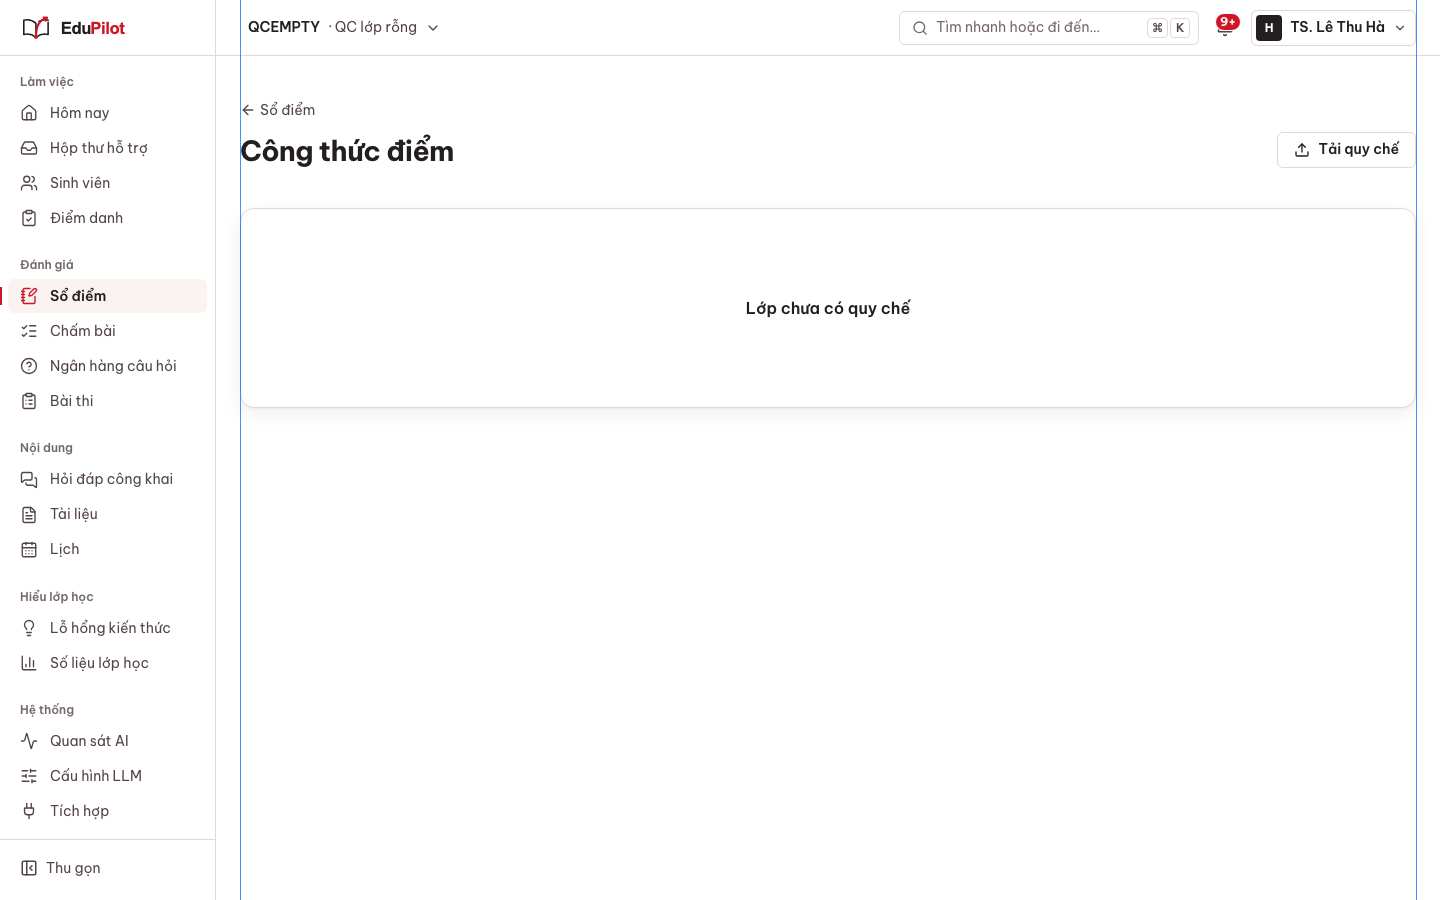 EduPilot
QCEMPTY · QC lớp rỗng
Tìm nhanh hoặc đi đến...
⌘ K
9+
H
TS. Lê Thu Hà
Làm việc
Hôm nay
Hộp thư hỗ trợ
Sinh viên
Điểm danh
Đánh giá
Sổ điểm
Chấm bài
Ngân hàng câu hỏi
Bài thi
Nội dung
Hỏi đáp công khai
Tài liệu
Lịch
Hiểu lớp học
Lỗ hổng kiến thức
Số liệu lớp học
Hệ thống
Quan sát AI
Cấu hình LLM
Tích hợp
Thu gọn
← Sổ điểm
Công thức điểm
Tải quy chế
Lớp chưa có quy chế